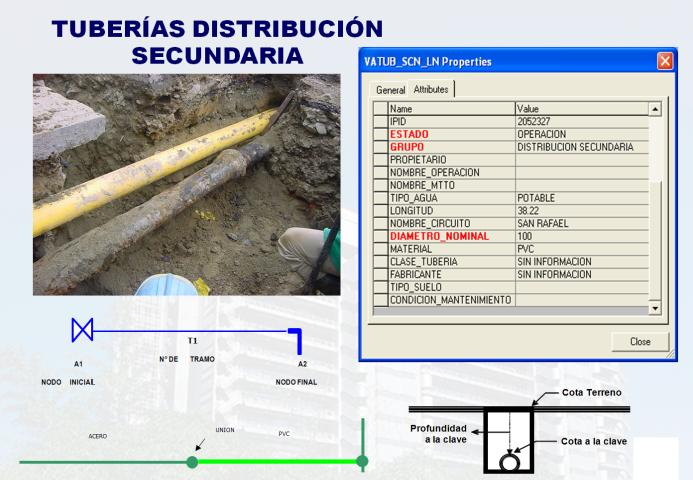 TUBERÍAS DISTRIBUCIÓN
SECUNDARIA
VATUB_SCN_LN Properties
General Attributes
Name Value
IPID 2052327
ESTADO OPERACION
GRUPO DISTRIBUCION SECUNDARIA
PROPIETARIO
NOMBRE_OPERACION
NOMBRE_MTTO
TIPO_AGUA POTABLE
LONGITUD 38.22
NOMBRE_CIRCUITO SAN RAFAEL
DIAMETRO_NOMINAL 100
MATERIAL PVC
CLASE_TUBERIA SIN INFORMACION
FABRICANTE SIN INFORMACION
TIPO_SUELO
CONDICION_MANTENIMIENTO
Close
T1
A1 Nº DE TRAMO A2
NODO INICIAL NODO FINAL
ACERO UNION PVC
Cota Terreno
Profundidad
a la clave
Cota a la clave